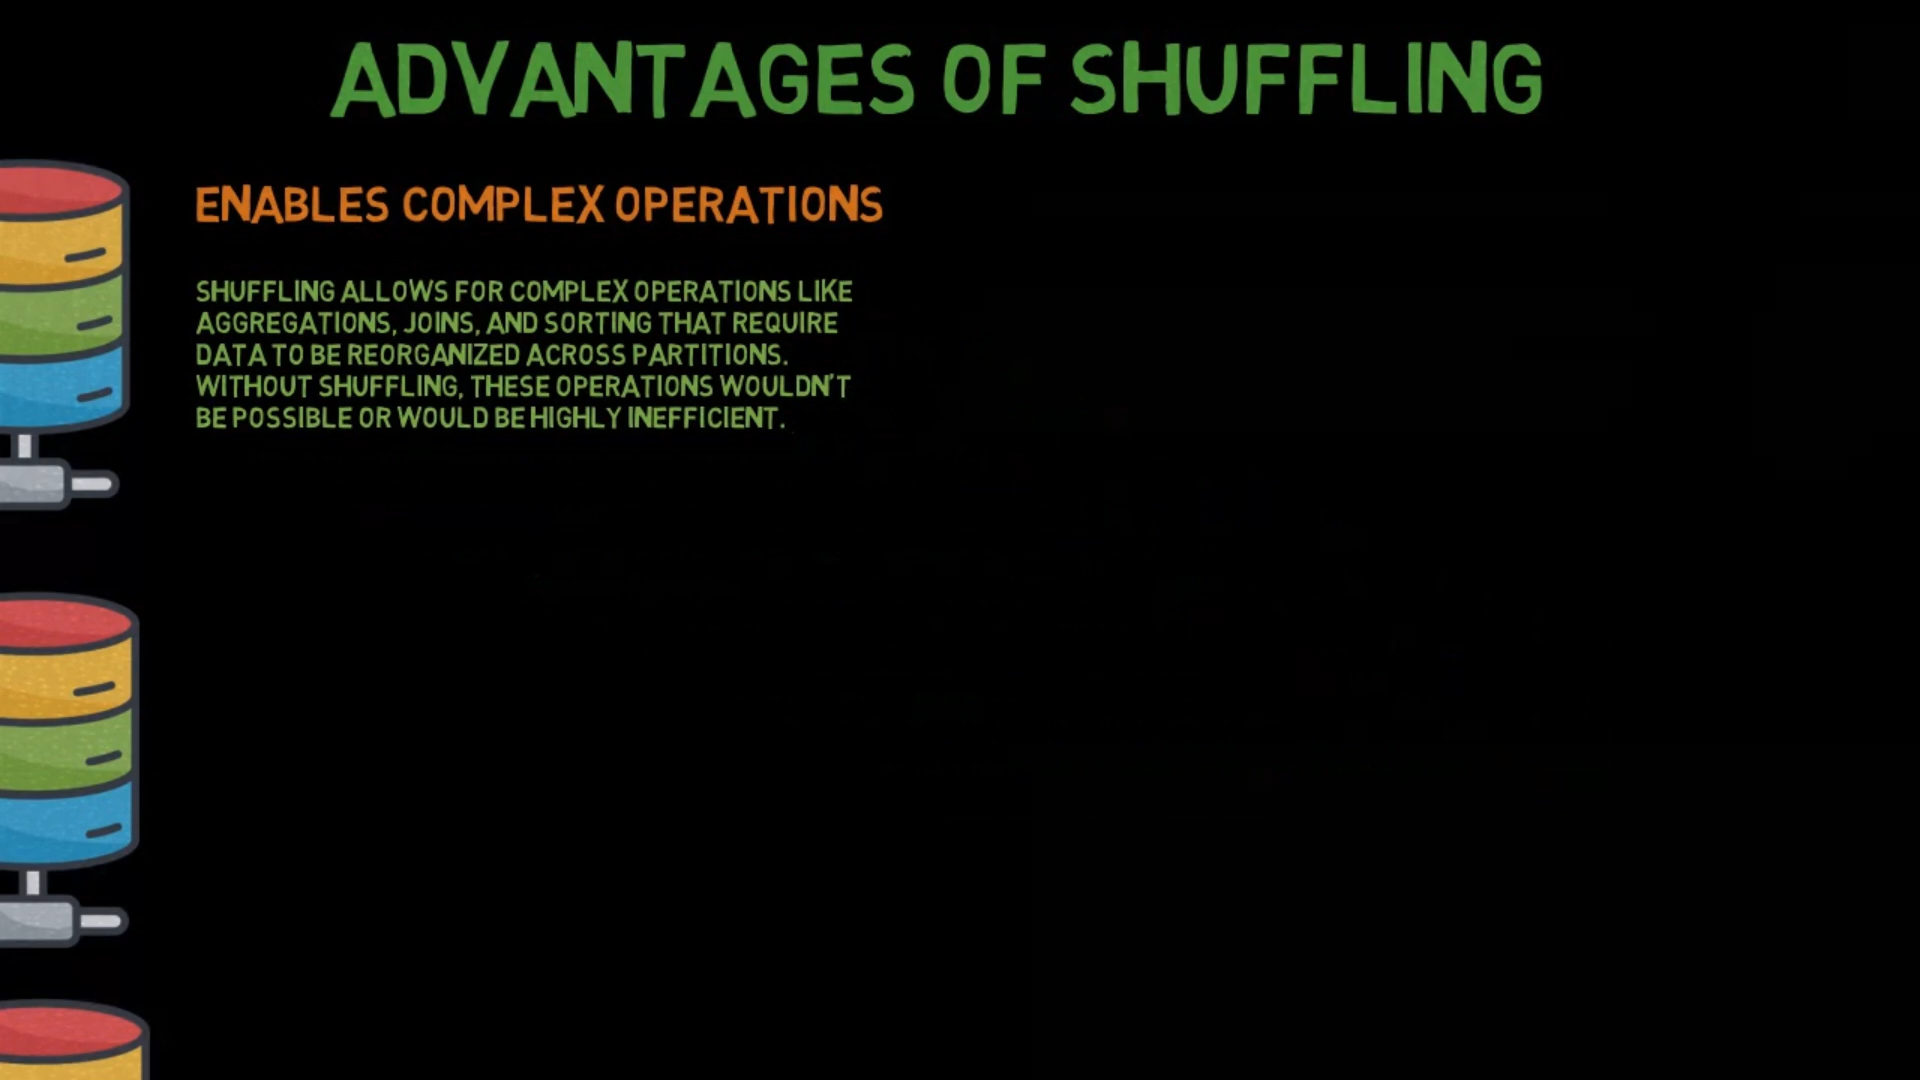 ADVANTAGES OF SHUFFLING
ENABLES COMPLEX OPERATIONS
SHUFFLING ALLOWS FOR COMPLEX OPERATIONS LIKE
AGGREGATIONS, JOINS, AND SORTING THAT REQUIRE
DATA TO BE REORGANIZED ACROSS PARTITIONS.
WITHOUT SHUFFLING, THESE OPERATIONS WOULDN'T
BE POSSIBLE OR WOULD BE HIGHLY INEFFICIENT.